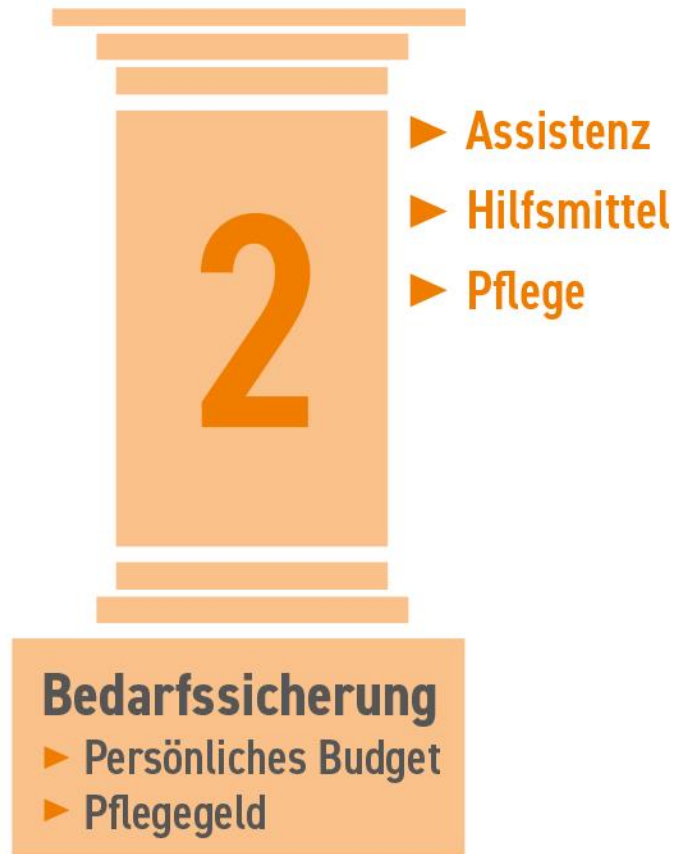 2
► Assistenz
► Hilfsmittel
► Pflege
Bedarfssicherung
► Persönliches Budget
► Pflegegeld